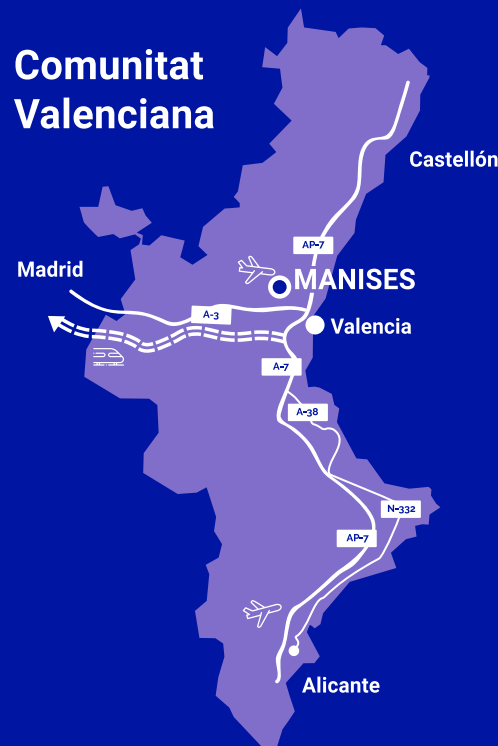 Comunitat
Valenciana
Castellón
AP-7
Madrid
MANISES
A-3
Valencia
A-7
A-38
N-332
AP-7
Alicante